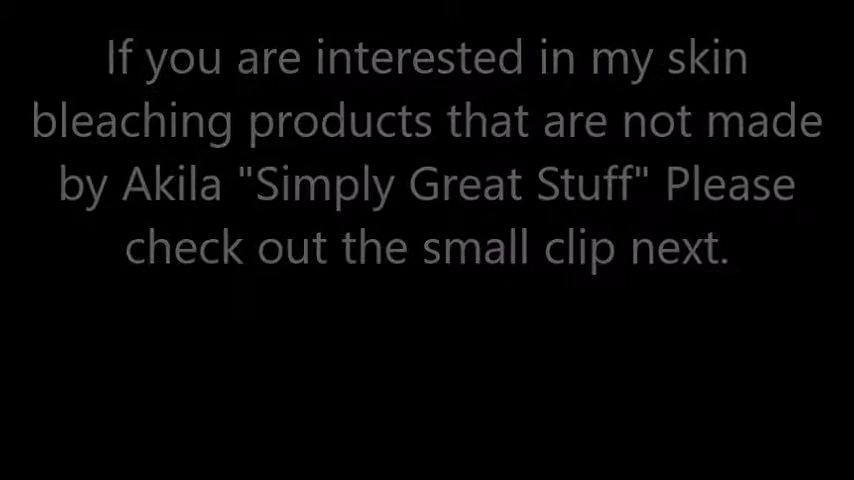 If you are interested in my skin
bleaching products that are not made
by Akila "Simply Great Stuff" Please
check out the small clip next.